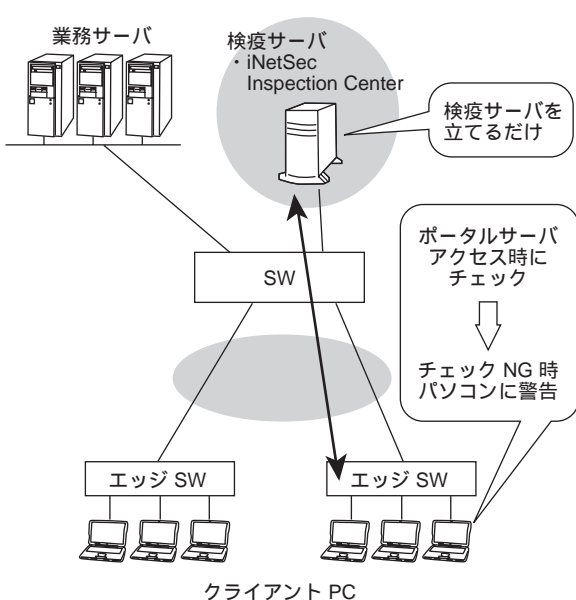 業務サーバ
検疫サーバ
・iNetSec
Inspection Center
検疫サーバを
立てるだけ
ポータルサーバ
アクセス時に
チェック
チェック NG 時
パソコンに警告
SW
エッジ SW
エッジ SW
クライアント PC